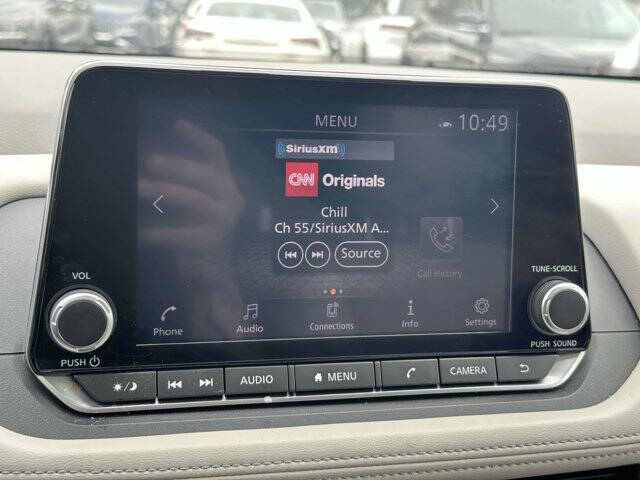 MENU
10:49
SiriusXM
CNN Originals
Chill
Ch 55/SiriusXM A...
Source
Call History
VOL
TUNE-SCROLL
Phone
Audio
Connections
Info
Settings
PUSH
PUSH SOUND
AUDIO
MENU
CAMERA